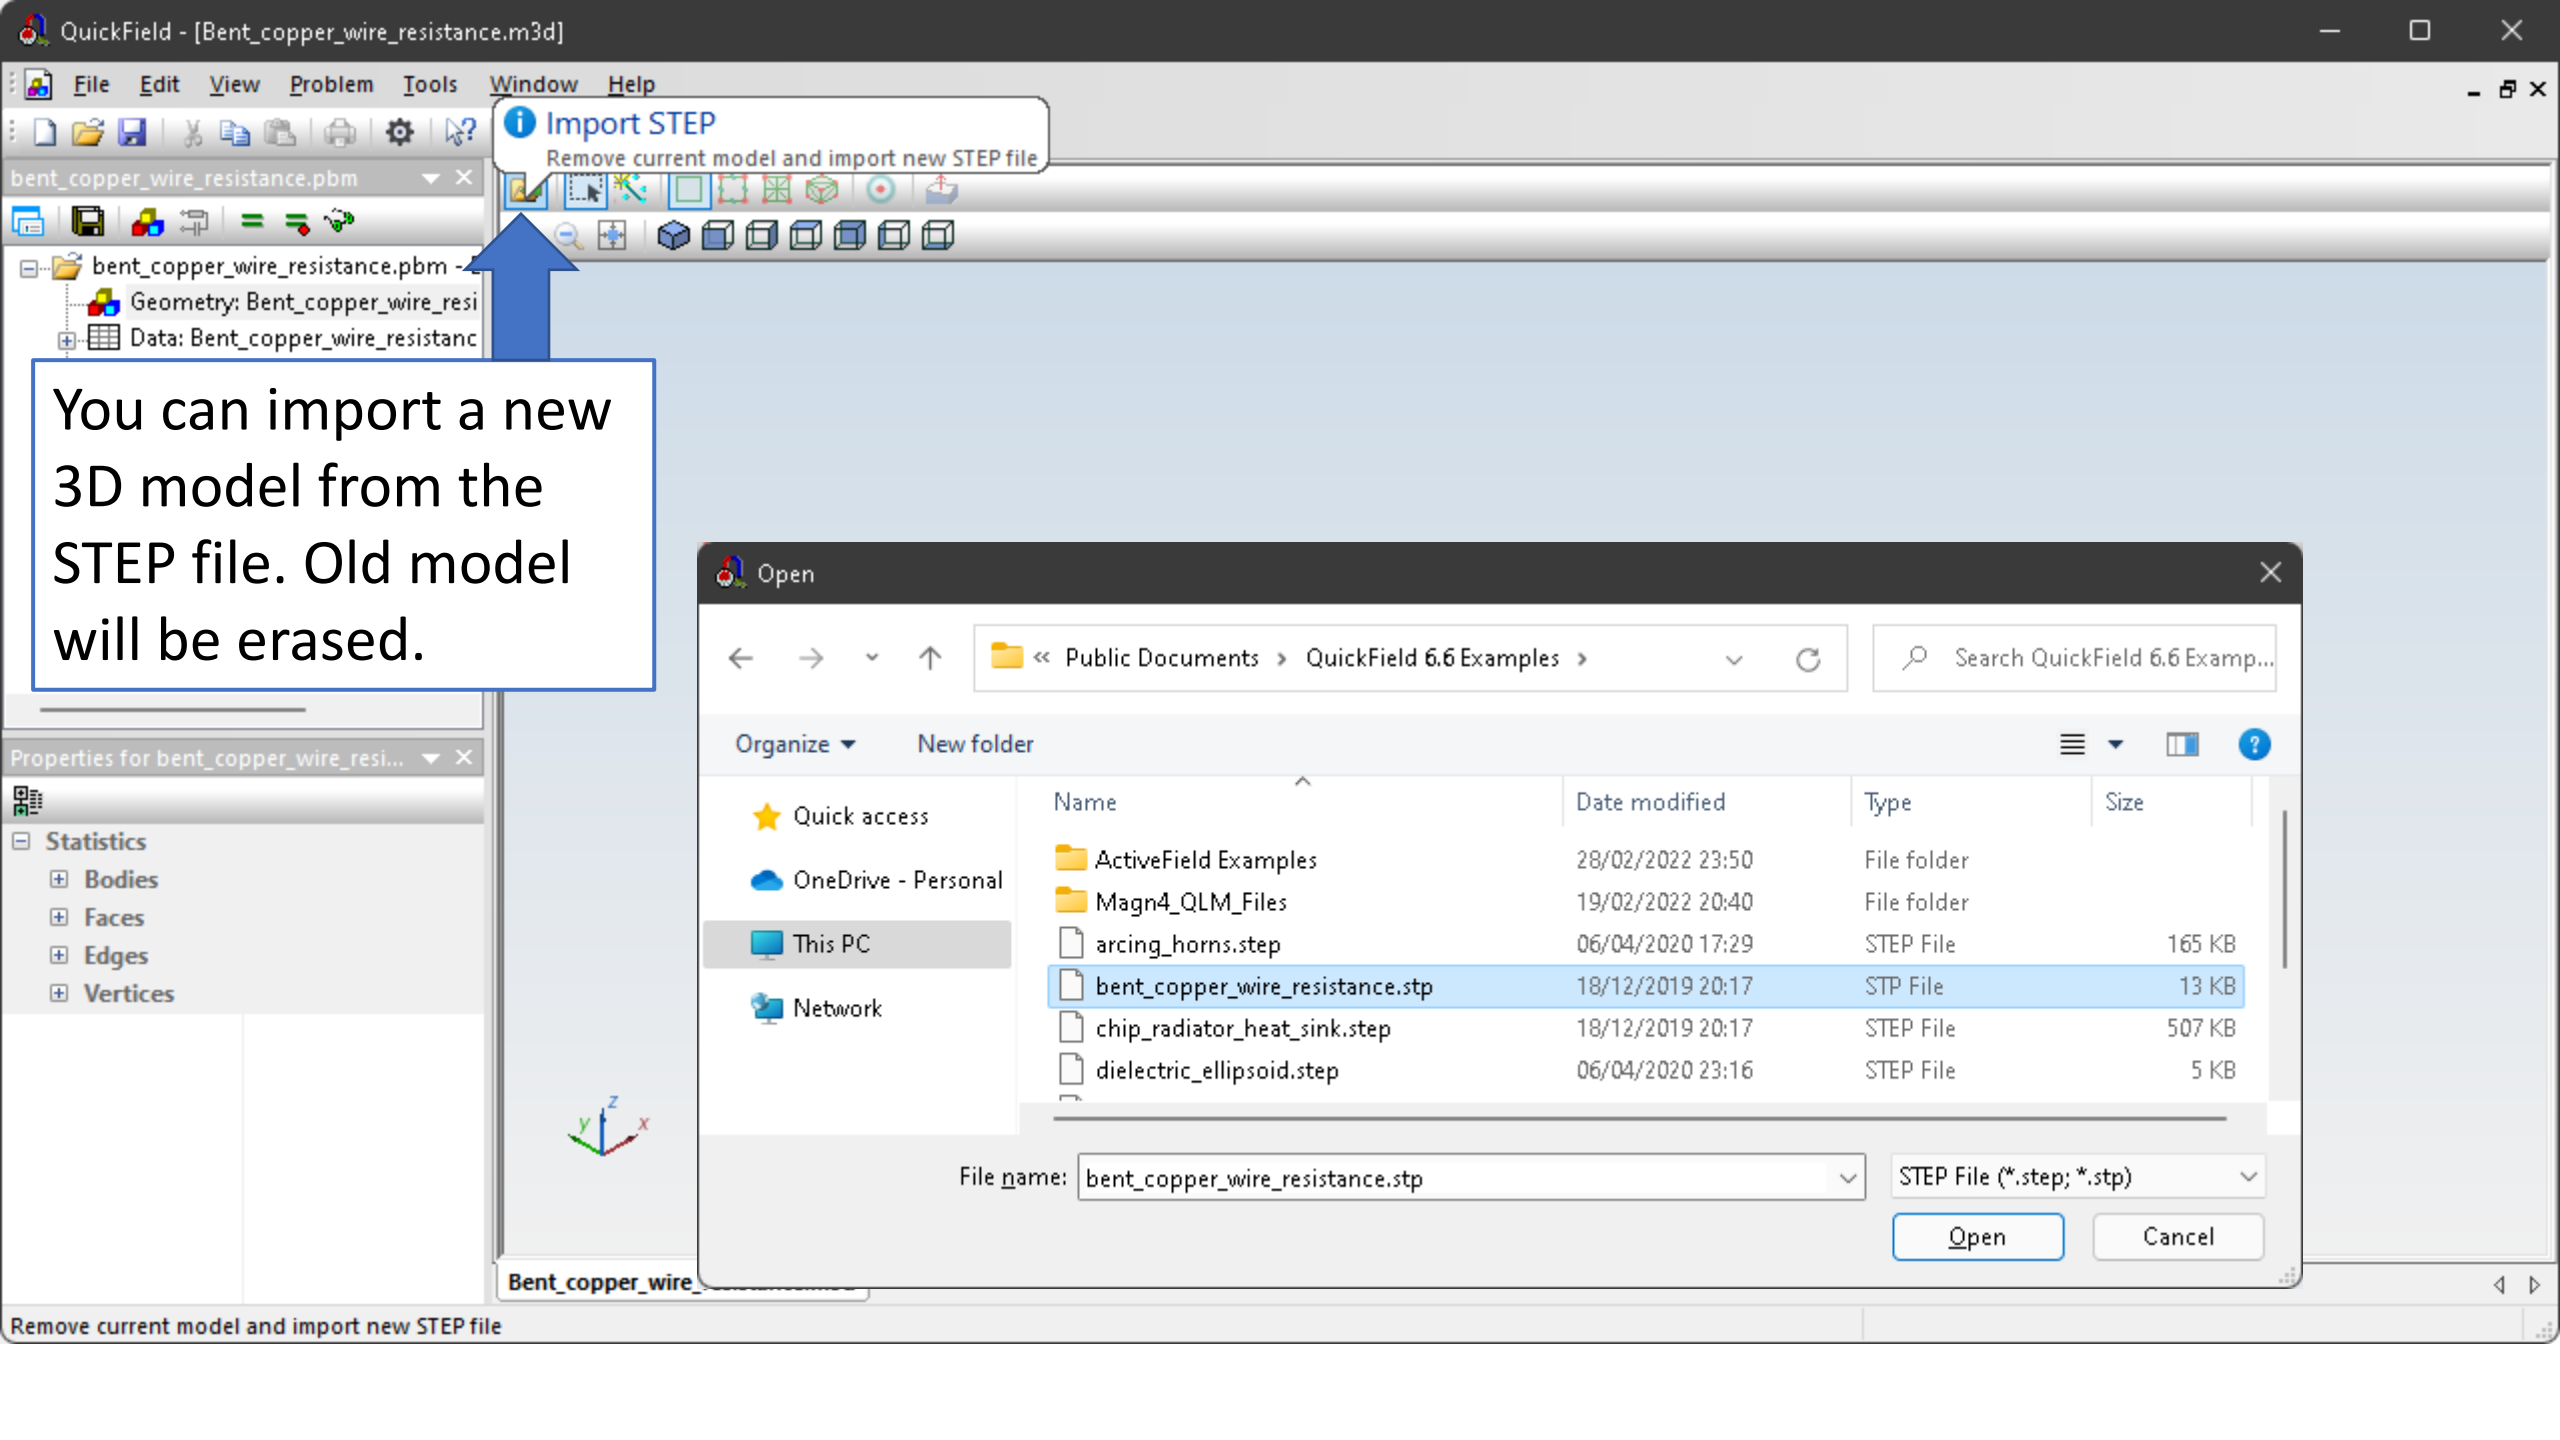 QuickField - [Bent_copper_wire_resistance.m3d]
File Edit View Problem Tools Window Help
Import STEP
Remove current model and import new STEP file
bent_copper_wire_resistance.pbm
bent_copper_wire_resistance.pbm -
Geometry: Bent_copper_wire_resi
Data: Bent_copper_wire_resistanc
You can import a new
3D model from the
STEP file. Old model
will be erased.
Properties for bent_copper_wire_resi...
Statistics
Bodies
Faces
Edges
Vertices
z
y
x
Open
« Public Documents > QuickField 6.6 Examples >
Search QuickField 6.6 Examp...
Organize New folder
Quick access
OneDrive - Personal
This PC
Network
Name Date modified Type Size
ActiveField Examples 28/02/2022 23:50 File folder
Magn4_QLM_Files 19/02/2022 20:40 File folder
arcing_horns.step 06/04/2020 17:29 STEP File 165 KB
bent_copper_wire_resistance.stp 18/12/2019 20:17 STP File 13 KB
chip_radiator_heat_sink.step 18/12/2019 20:17 STEP File 507 KB
dielectric_ellipsoid.step 06/04/2020 23:16 STEP File 5 KB
File name: bent_copper_wire_resistance.stp STEP File (*.step; *.stp)
Open Cancel
Bent_copper_wire_
Remove current model and import new STEP file